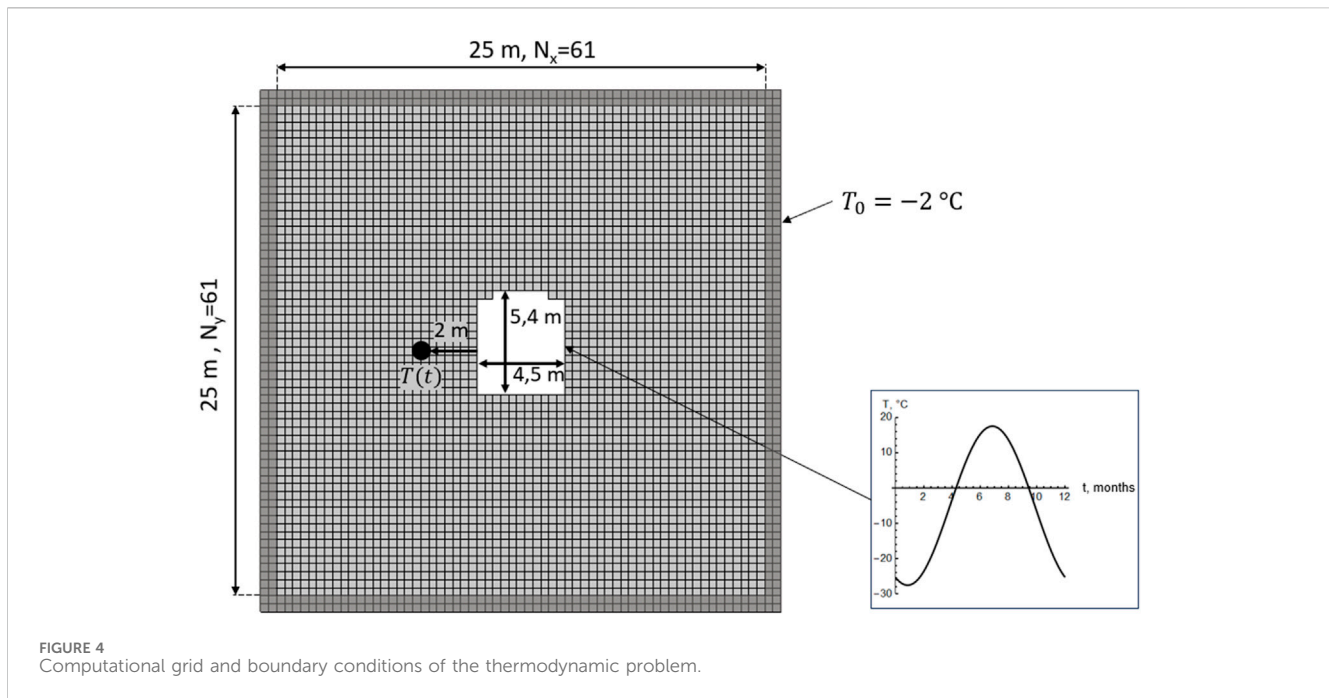 25 m, Nₓ=61
25 m , Nᵧ=61
T₀ = −2 °C
5,4 m
2 m
T(t)
4,5 m
T, °C
20
10
−10
−20
−30
2
4
6
8
10
12
t, months
FIGURE 4
Computational grid and boundary conditions of the thermodynamic problem.